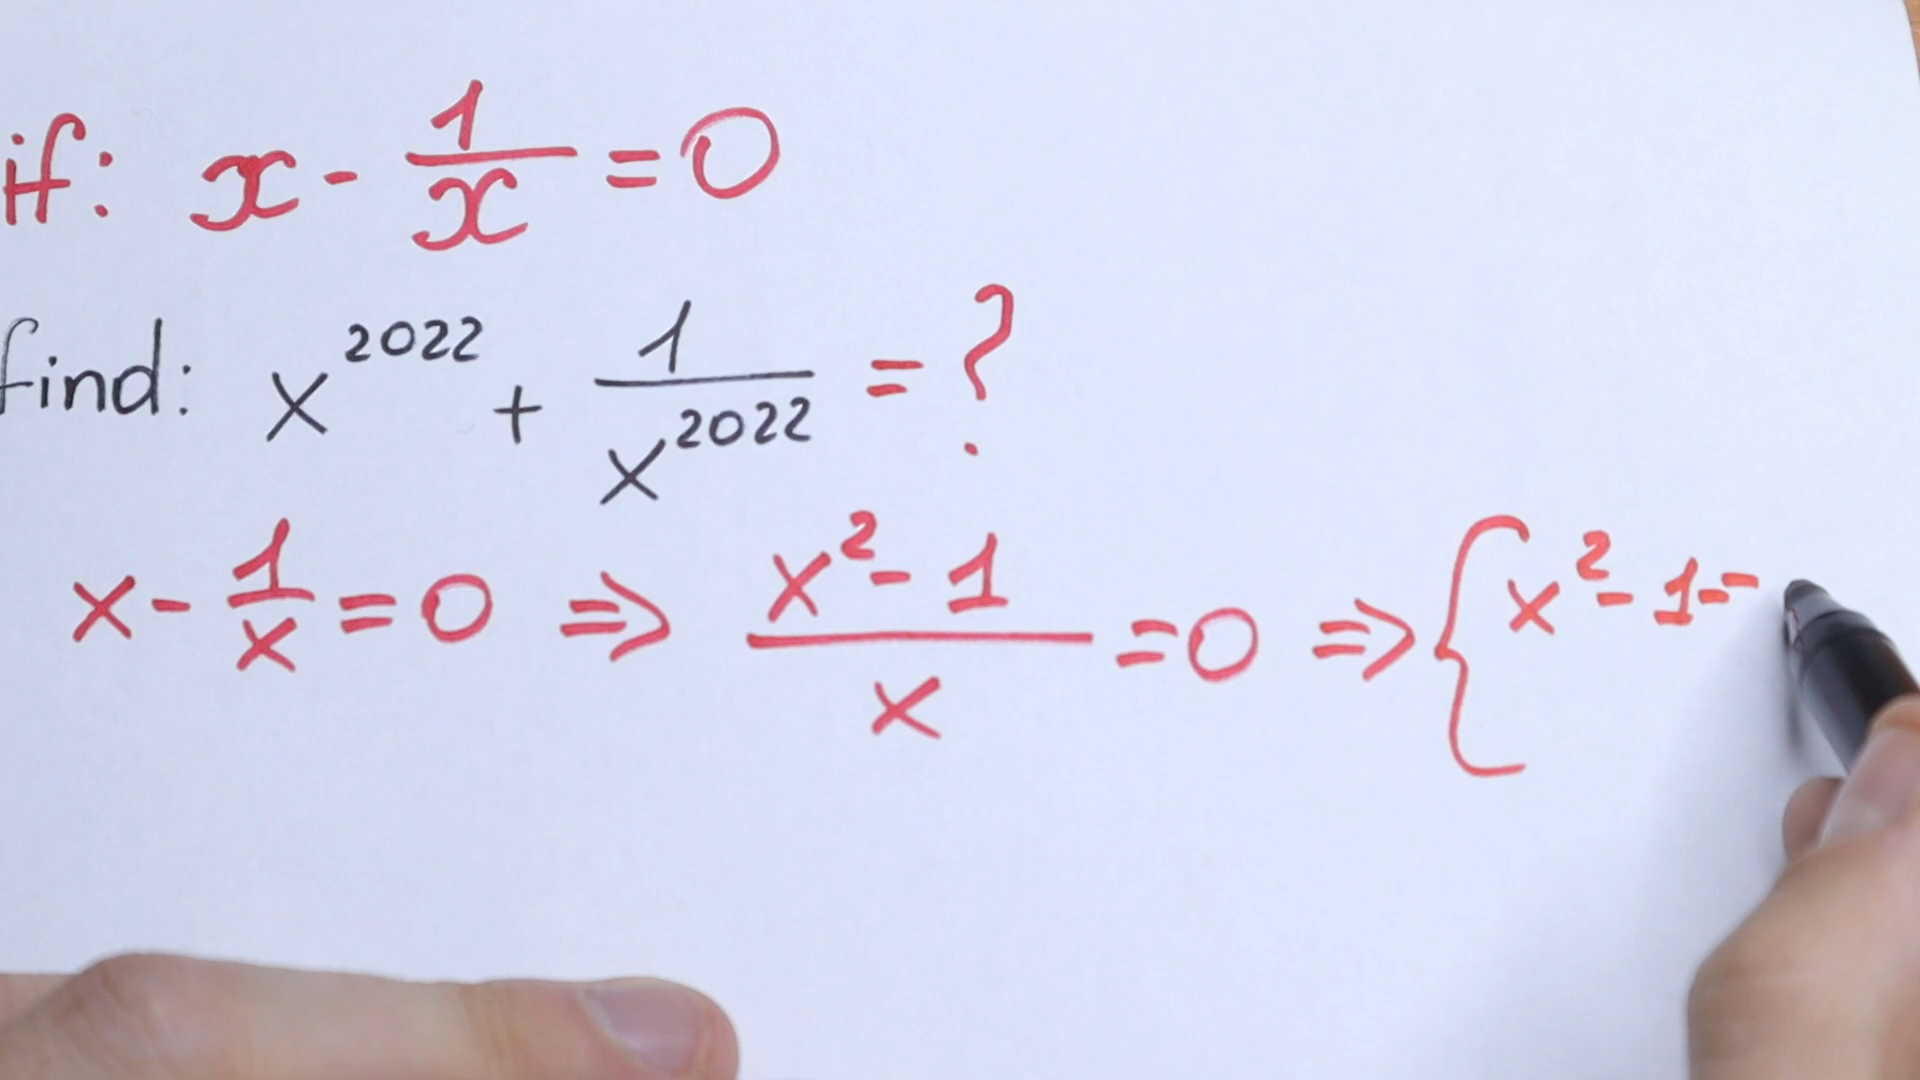 if: x - 1/x = 0
find: x^2022 + 1/x^2022 = ?
x - 1/x = 0 ⇒ (x^2 - 1)/x = 0 ⇒ { x^2 - 1 -